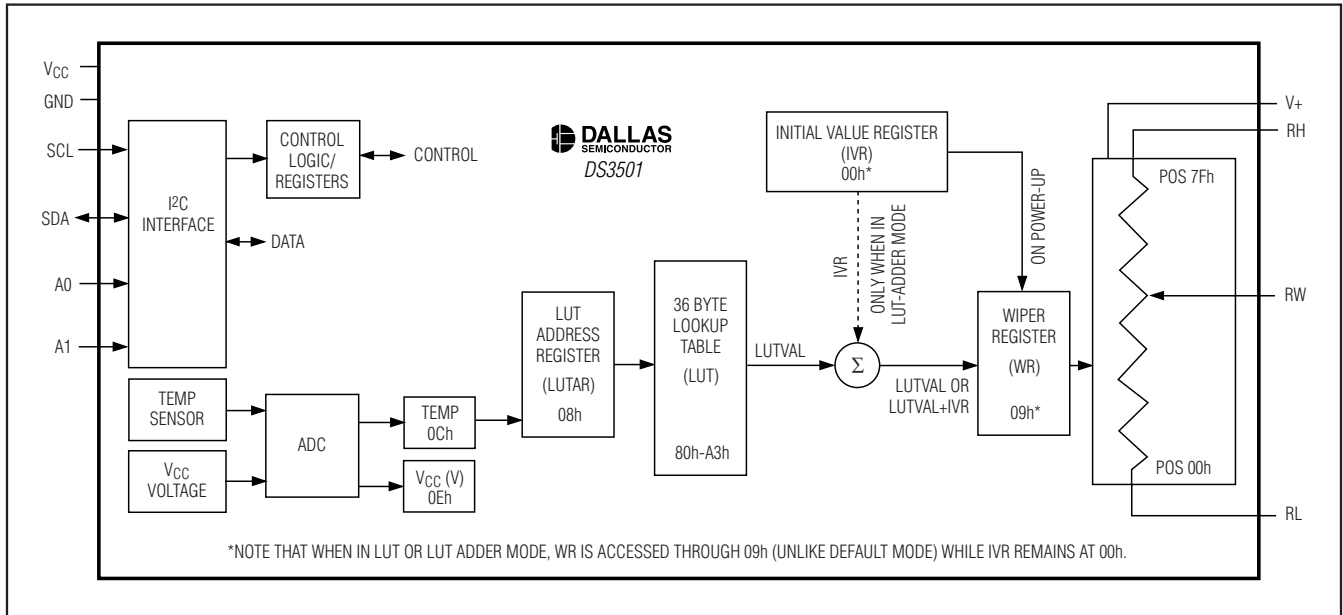 VCC
GND
SCL
SDA
A0
A1
I2C
INTERFACE
CONTROL
LOGIC/
REGISTERS
CONTROL
DATA
DALLAS
SEMICONDUCTOR
DS3501
INITIAL VALUE REGISTER
(IVR)
00h*
IVR
ONLY WHEN IN
LUT-ADDER MODE
ON POWER-UP
TEMP
SENSOR
VCC
VOLTAGE
ADC
TEMP
0Ch
VCC (V)
0Eh
LUT
ADDRESS
REGISTER
(LUTAR)
08h
36 BYTE
LOOKUP
TABLE
(LUT)
80h-A3h
LUTVAL
Σ
LUTVAL OR
LUTVAL+IVR
WIPER
REGISTER
(WR)
09h*
POS 7Fh
POS 00h
V+
RH
RW
RL
*NOTE THAT WHEN IN LUT OR LUT ADDER MODE, WR IS ACCESSED THROUGH 09h (UNLIKE DEFAULT MODE) WHILE IVR REMAINS AT 00h.